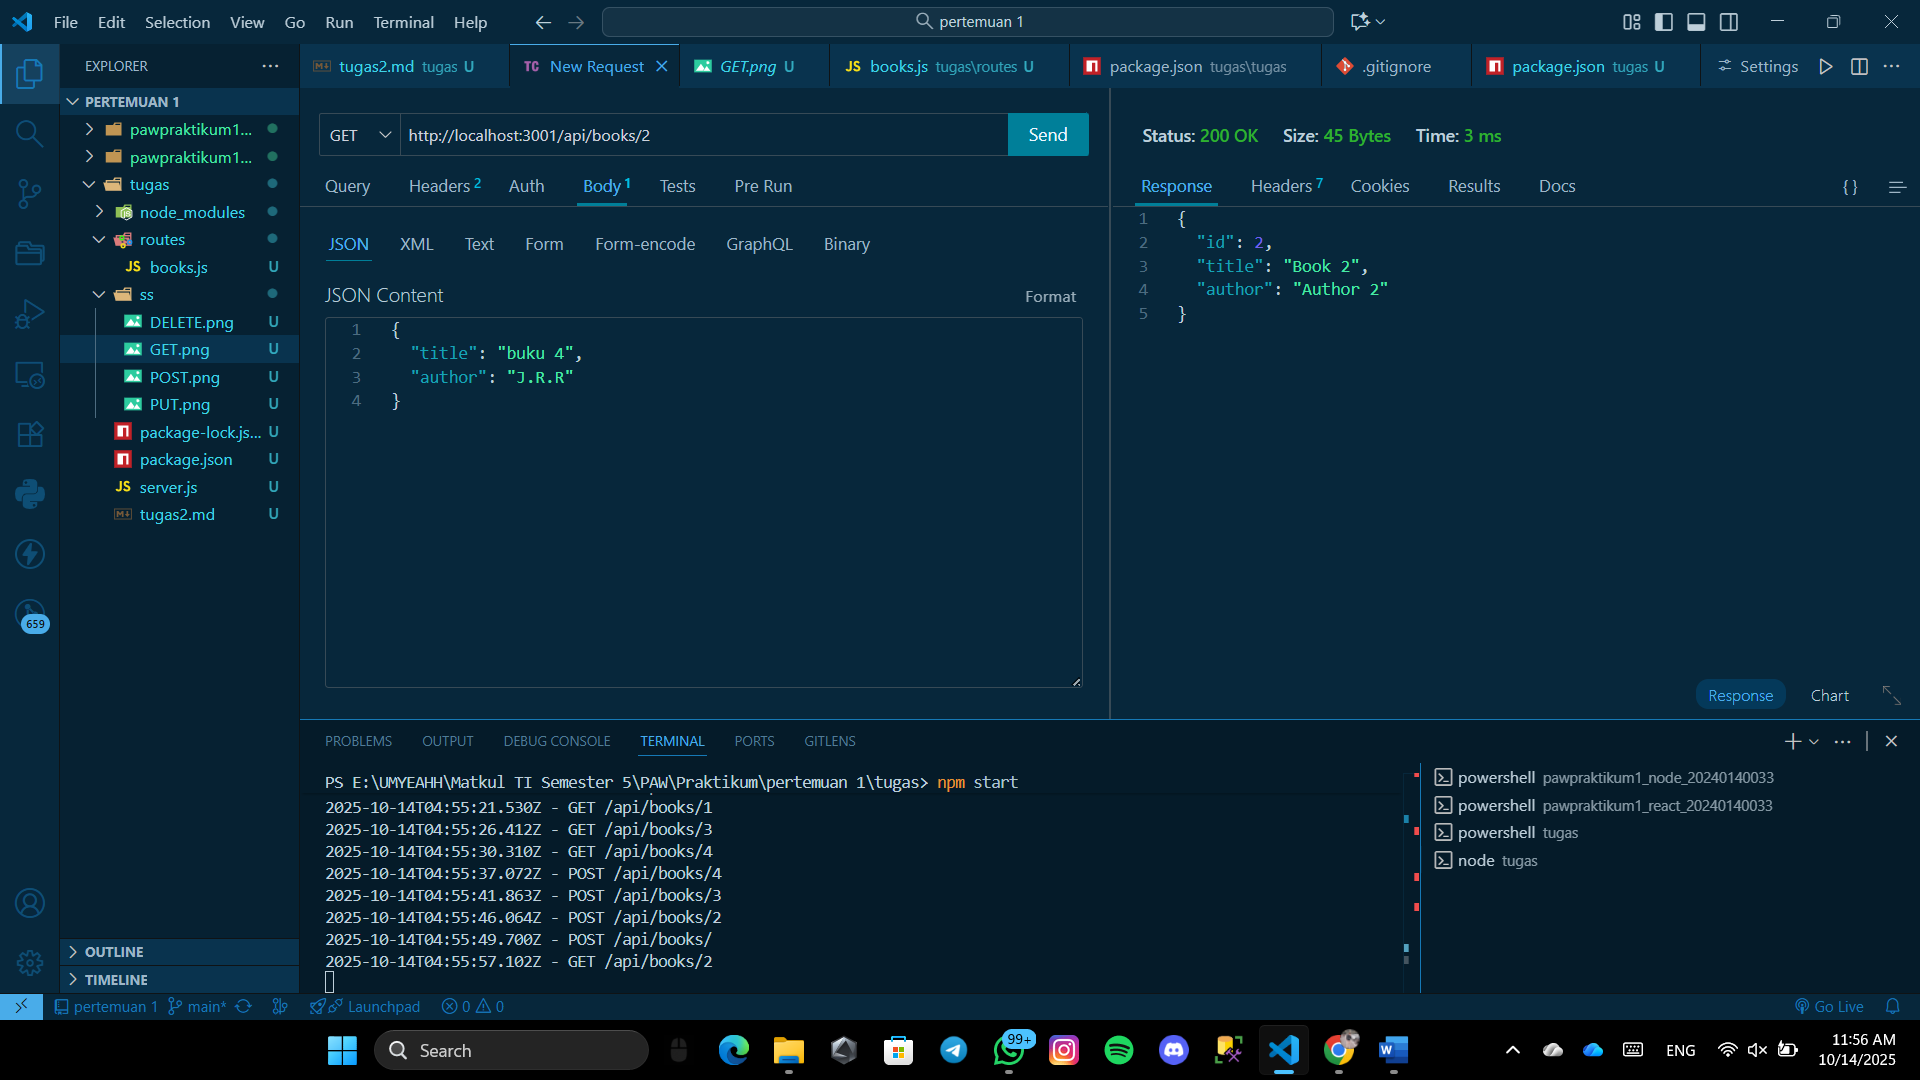 File Edit Selection View Go Run Terminal Help
pertemuan 1
EXPLORER
tugas2.md tugas U
TC New Request
GET.png U
JS books.js tugas\routes U
package.json tugas\tugas
.gitignore
package.json tugas U
Settings
PERTEMUAN 1
pawpraktikum1...
pawpraktikum1...
tugas
node_modules
routes
JS books.js U
ss
DELETE.png U
GET.png U
POST.png U
PUT.png U
package-lock.js... U
package.json U
JS server.js U
tugas2.md U
659
OUTLINE
TIMELINE
GET http://localhost:3001/api/books/2 Send
Query Headers 2 Auth Body 1 Tests Pre Run
JSON XML Text Form Form-encode GraphQL Binary
JSON Content Format
1 {
2 "title": "buku 4",
3 "author": "J.R.R"
4 }
Status: 200 OK Size: 45 Bytes Time: 3 ms
Response Headers 7 Cookies Results Docs { }
1 {
2 "id": 2,
3 "title": "Book 2",
4 "author": "Author 2"
5 }
Response Chart
PROBLEMS OUTPUT DEBUG CONSOLE TERMINAL PORTS GITLENS
PS E:\UMYEAHH\Matkul TI Semester 5\PAW\Praktikum\pertemuan 1\tugas> npm start
2025-10-14T04:55:21.530Z - GET /api/books/1
2025-10-14T04:55:26.412Z - GET /api/books/3
2025-10-14T04:55:30.310Z - GET /api/books/4
2025-10-14T04:55:37.072Z - POST /api/books/4
2025-10-14T04:55:41.863Z - POST /api/books/3
2025-10-14T04:55:46.064Z - POST /api/books/2
2025-10-14T04:55:49.700Z - POST /api/books/
2025-10-14T04:55:57.102Z - GET /api/books/2
powershell pawpraktikum1_node_20240140033
powershell pawpraktikum1_react_20240140033
powershell tugas
node tugas
pertemuan 1 main* Launchpad 0 0 Go Live
Search
99+
ENG
11:56 AM
10/14/2025